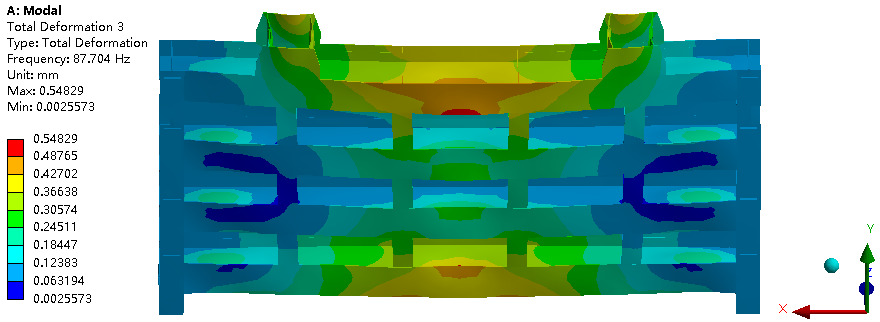 A: Modal
Total Deformation 3
Type: Total Deformation
Frequency: 87.704 Hz
Unit: mm
Max: 0.54829
Min: 0.0025573
0.54829
0.48765
0.42702
0.36638
0.30574
0.24511
0.18447
0.12383
0.063194
0.0025573
Y
Z
X